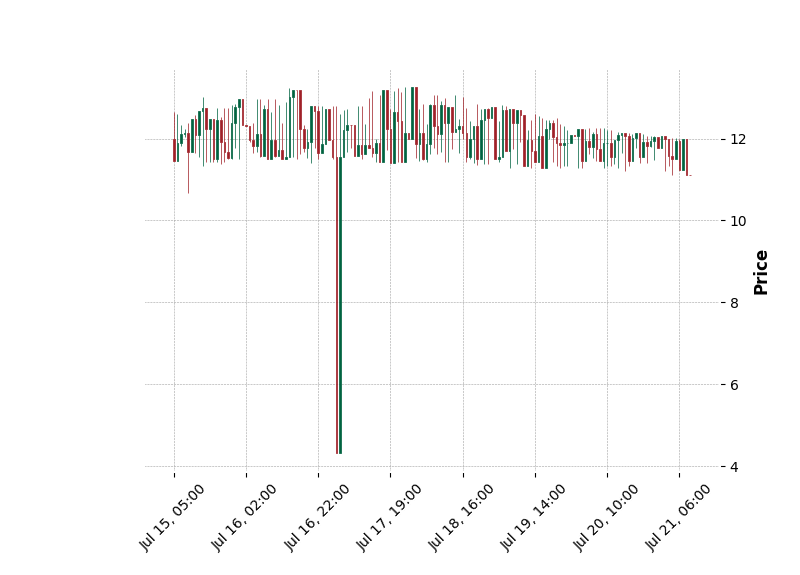 12
10
8
6
4
Price
Jul 15, 05:00
Jul 16, 02:00
Jul 16, 22:00
Jul 17, 19:00
Jul 18, 16:00
Jul 19, 14:00
Jul 20, 10:00
Jul 21, 06:00